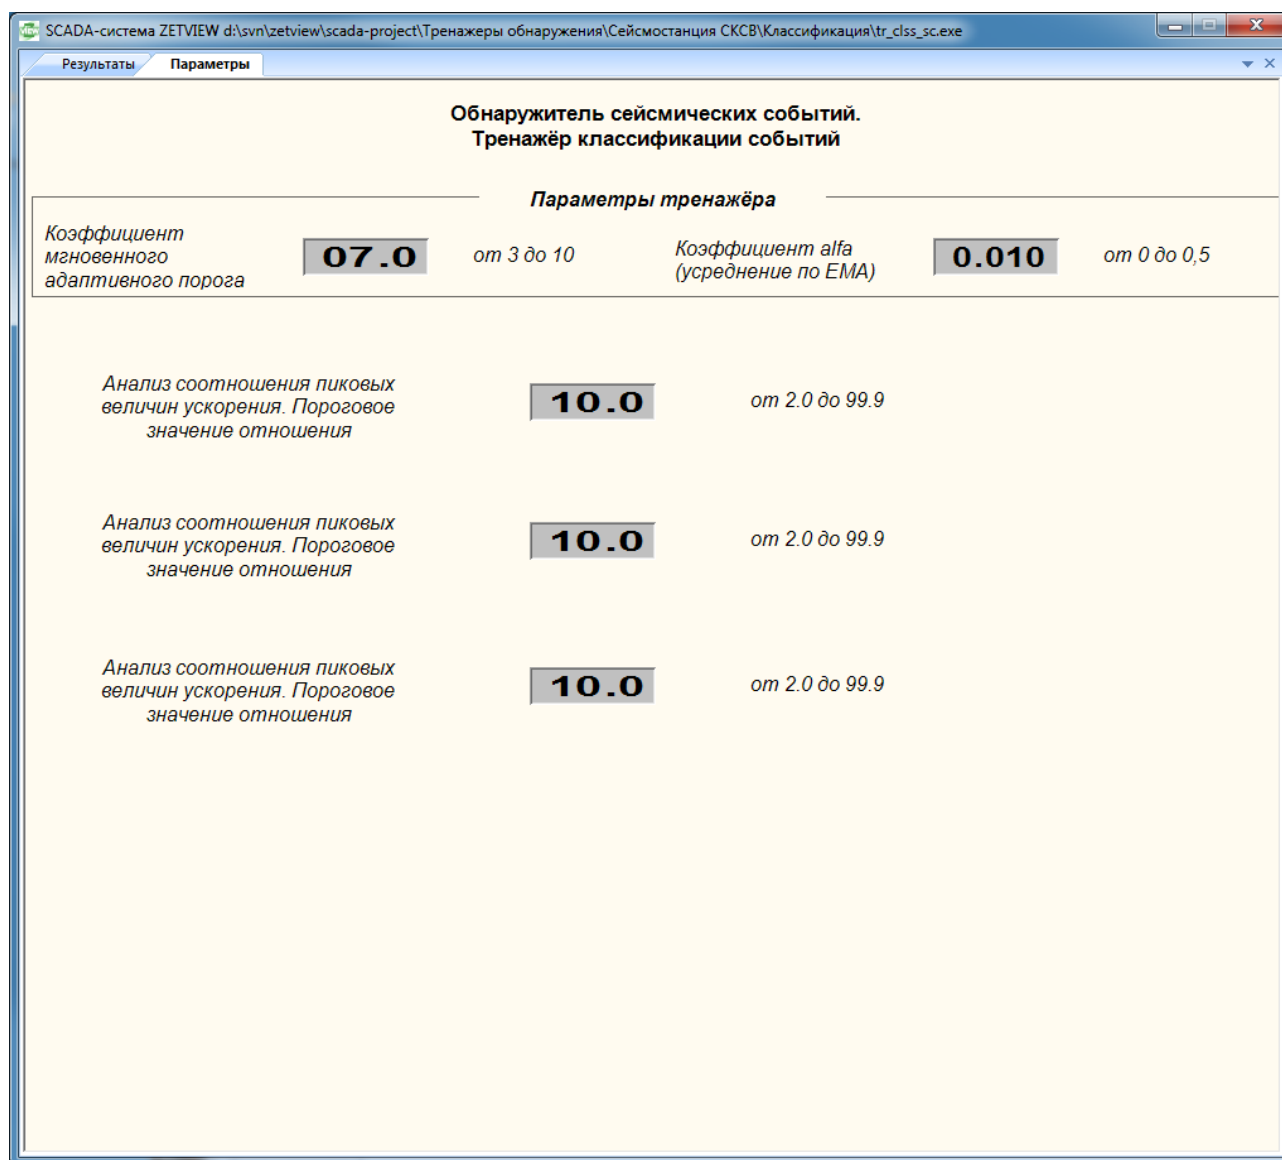 SCADA-система ZETVIEW d:\svn\zetview\scada-project\Тренажеры обнаружения\Сейсмостанция СКСВ\Классификация\tr_clss_sc.exe
Результаты Параметры
Обнаружитель сейсмических событий.
Тренажёр классификации событий
Параметры тренажёра
Коэффициент
мгновенного
адаптивного порога
07.0
от 3 до 10
Коэффициент alfa
(усреднение по EMA)
0.010
от 0 до 0,5
Анализ соотношения пиковых
величин ускорения. Пороговое
значение отношения
10.0
от 2.0 до 99.9
Анализ соотношения пиковых
величин ускорения. Пороговое
значение отношения
10.0
от 2.0 до 99.9
Анализ соотношения пиковых
величин ускорения. Пороговое
значение отношения
10.0
от 2.0 до 99.9